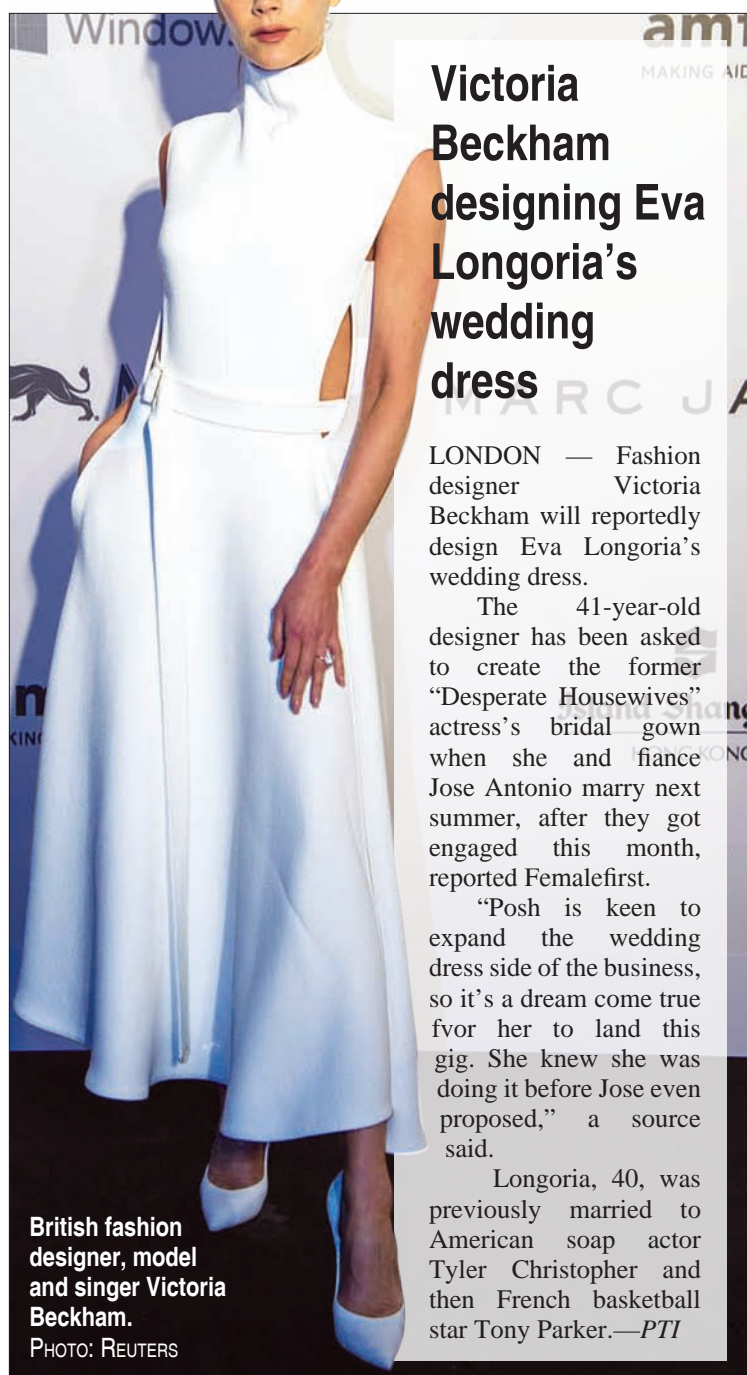 Window
MAKING AID
Victoria
Beckham
designing Eva
Longoria’s
wedding
dress
MARC JA
LONDON — Fashion
designer Victoria
Beckham will reportedly
design Eva Longoria’s
wedding dress.
The 41-year-old
designer has been asked
to create the former
“Desperate Housewives”
actress’s bridal gown
when she and fiance
Jose Antonio marry next
summer, after they got
engaged this month,
reported Femalefirst.
“Posh is keen to
expand the wedding
dress side of the business,
so it’s a dream come true
fvor her to land this
gig. She knew she was
doing it before Jose even
proposed,” a source
said.
Longoria, 40, was
previously married to
American soap actor
Tyler Christopher and
then French basketball
star Tony Parker.—PTI
Island Shang
HONG KONG
British fashion
designer, model
and singer Victoria
Beckham.
PHOTO: REUTERS